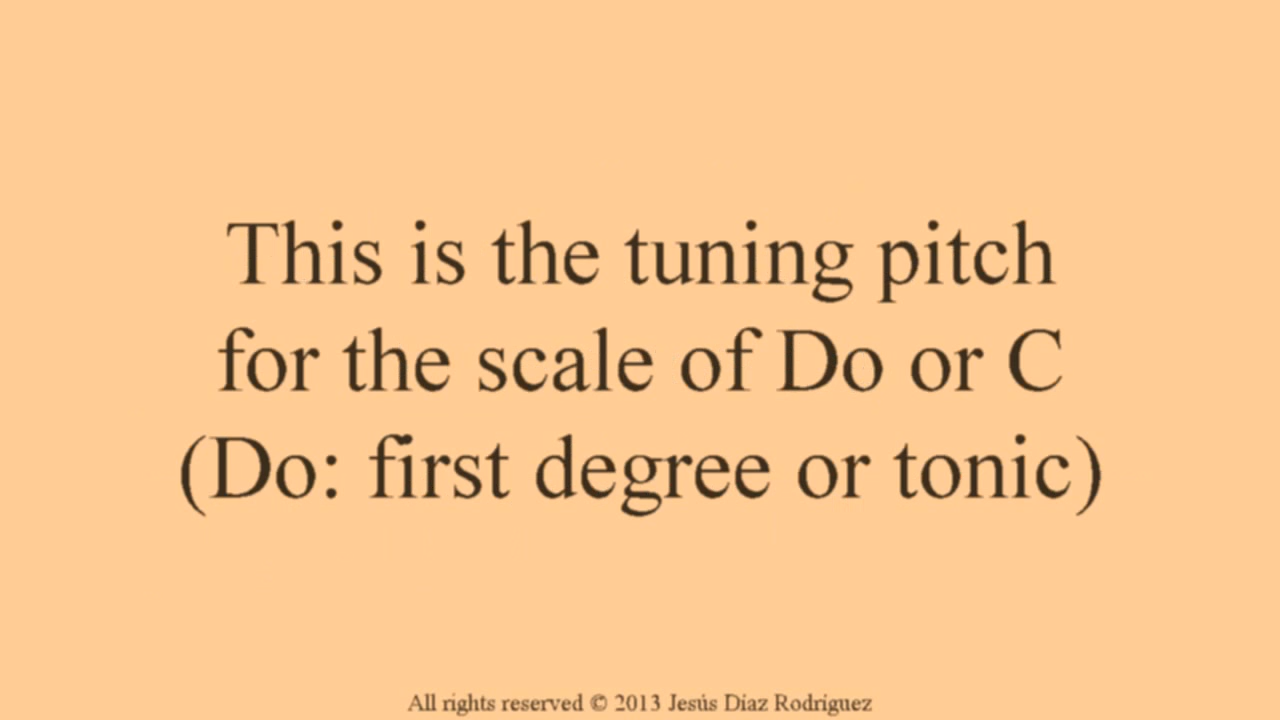 This is the tuning pitch
for the scale of Do or C
(Do: first degree or tonic)
All rights reserved © 2013 Jesús Díaz Rodríguez